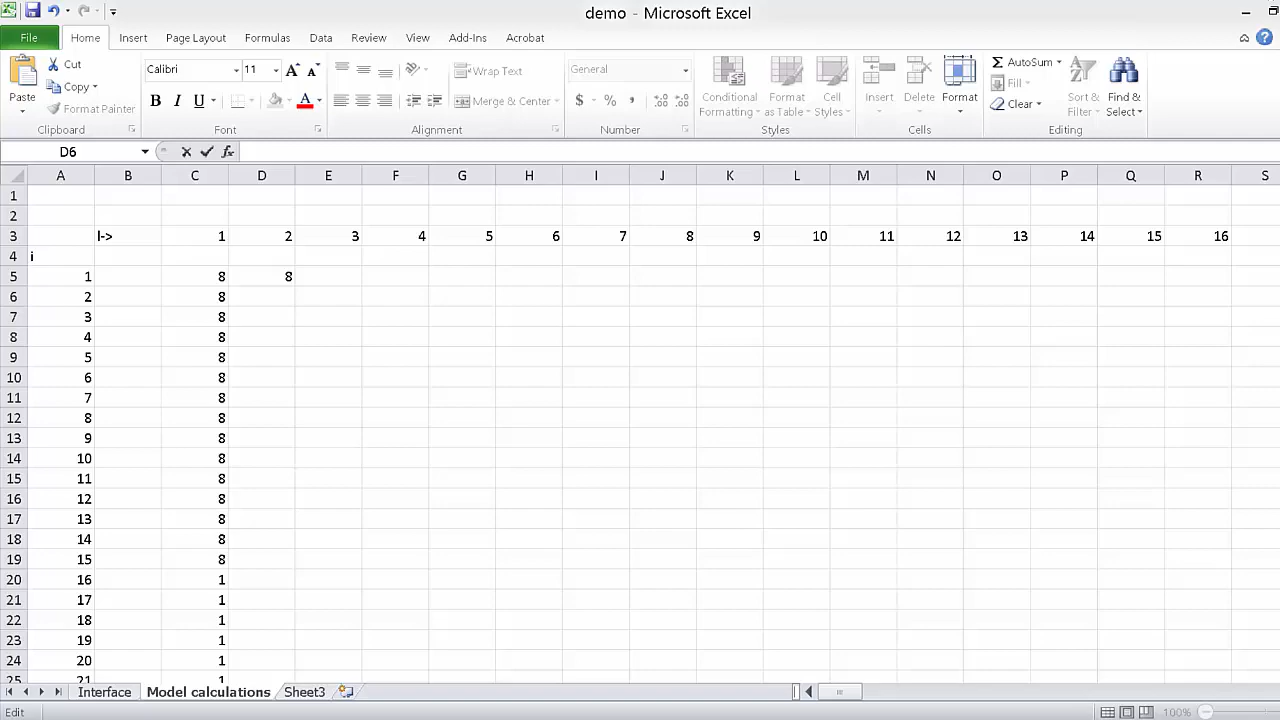 demo - Microsoft Excel
File Home Insert Page Layout Formulas Data Review View Add-Ins Acrobat
Paste Cut Copy Format Painter
Calibri 11 General
Wrap Text Merge & Center
B I U A $ % ,
Conditional Formatting Format as Table Cell Styles
Insert Delete Format
AutoSum Fill Clear Sort & Filter Find & Select
Clipboard Font Alignment Number Styles Cells Editing
D6 fx
A B C D E F G H I J K L M N O P Q R S
1
2
3 l-> 1 2 3 4 5 6 7 8 9 10 11 12 13 14 15 16
4 i
5 1 8 8
6 2 8
7 3 8
8 4 8
9 5 8
10 6 8
11 7 8
12 8 8
13 9 8
14 10 8
15 11 8
16 12 8
17 13 8
18 14 8
19 15 8
20 16 1
21 17 1
22 18 1
23 19 1
24 20 1
25 21 1
Interface Model calculations Sheet3
Edit 100%